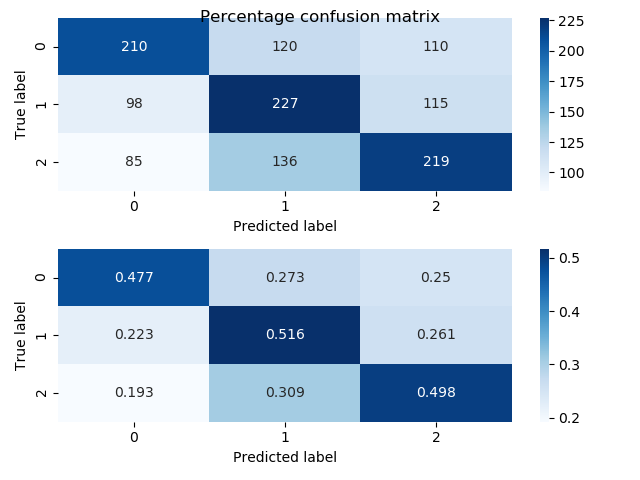 Percentage confusion matrix
True label
0 210 120 110
1 98 227 115
2 85 136 219
0 1 2
Predicted label
225
200
175
150
125
100
True label
0 0.477 0.273 0.25
1 0.223 0.516 0.261
2 0.193 0.309 0.498
0 1 2
Predicted label
0.5
0.4
0.3
0.2